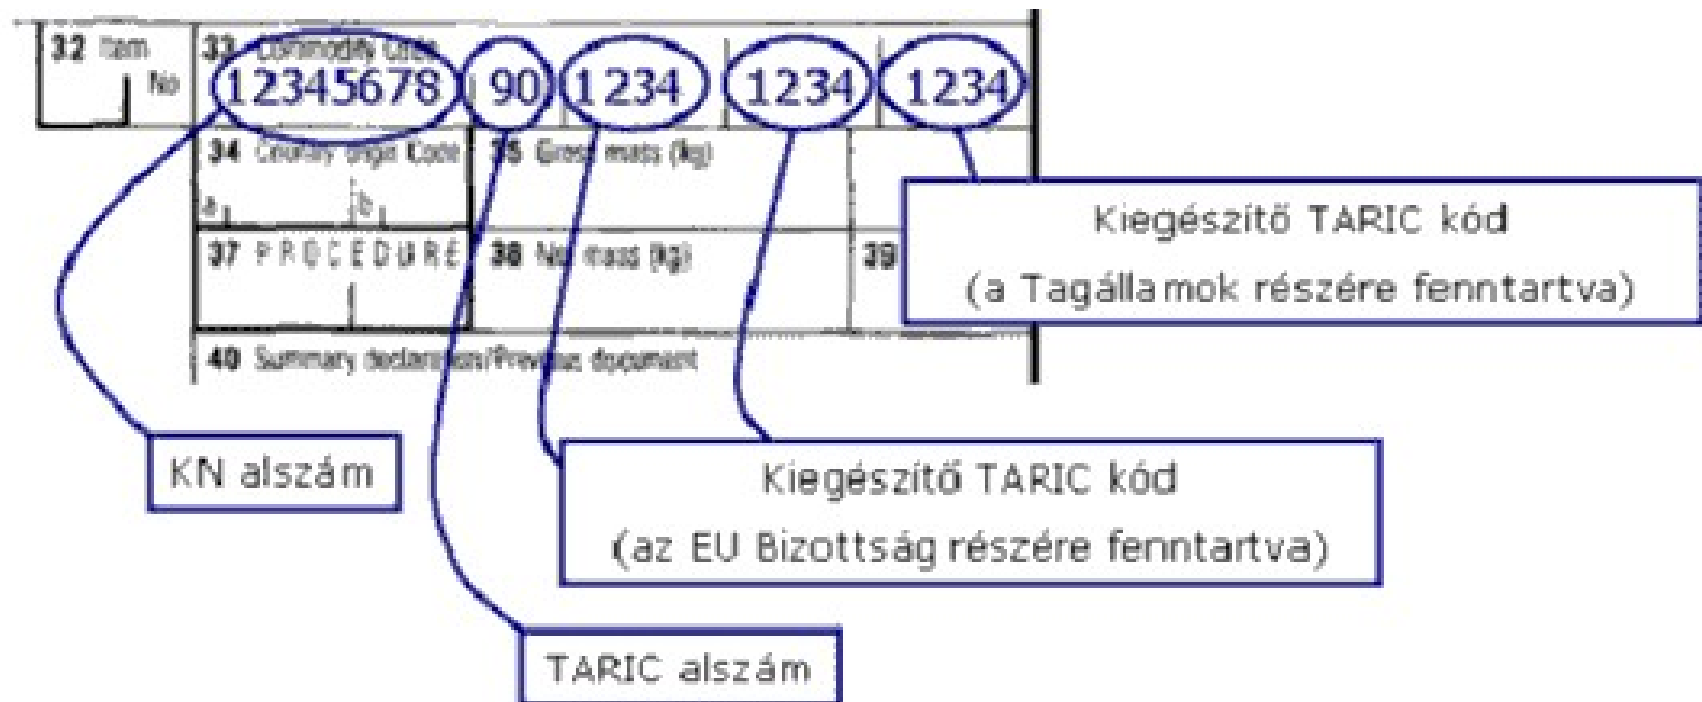 32 Item
No
33 Commodity Code
12345678 90 1234 1234 1234
34 Country origin Code
a
b
35 Gross mass (kg)
37 PROCEDURE
38 Net mass (kg)
39
40 Summary declaration/Previous document
Kiegészítő TARIC kód
(a Tagállamok részére fenntartva)
KN alszám
Kiegészítő TARIC kód
(az EU Bizottság részére fenntartva)
TARIC alszám